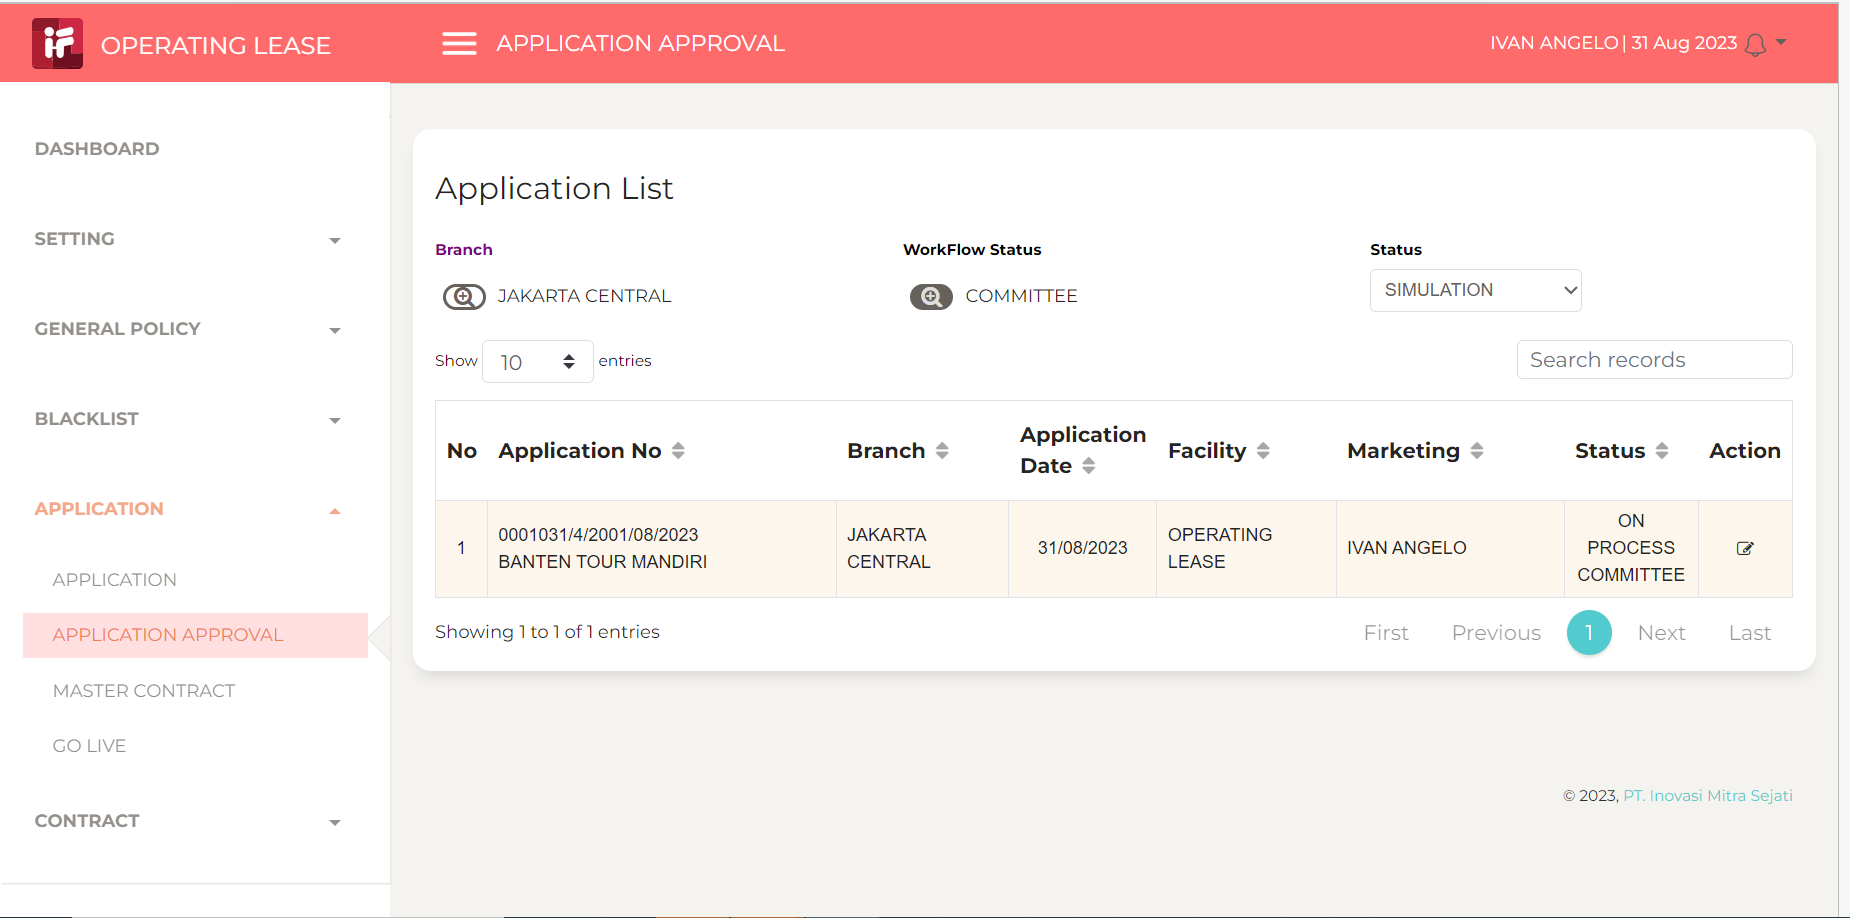 iF
OPERATING LEASE
APPLICATION APPROVAL
IVAN ANGELO | 31 Aug 2023
DASHBOARD
SETTING
GENERAL POLICY
BLACKLIST
APPLICATION
APPLICATION
APPLICATION APPROVAL
MASTER CONTRACT
GO LIVE
CONTRACT
Application List
Branch
JAKARTA CENTRAL
WorkFlow Status
COMMITTEE
Status
SIMULATION
Show 10 entries
Search records
No
Application No
Branch
Application
Date
Facility
Marketing
Status
Action
1
0001031/4/2001/08/2023
BANTEN TOUR MANDIRI
JAKARTA
CENTRAL
31/08/2023
OPERATING
LEASE
IVAN ANGELO
ON
PROCESS
COMMITTEE
Showing 1 to 1 of 1 entries
First Previous 1 Next Last
© 2023, PT. Inovasi Mitra Sejati